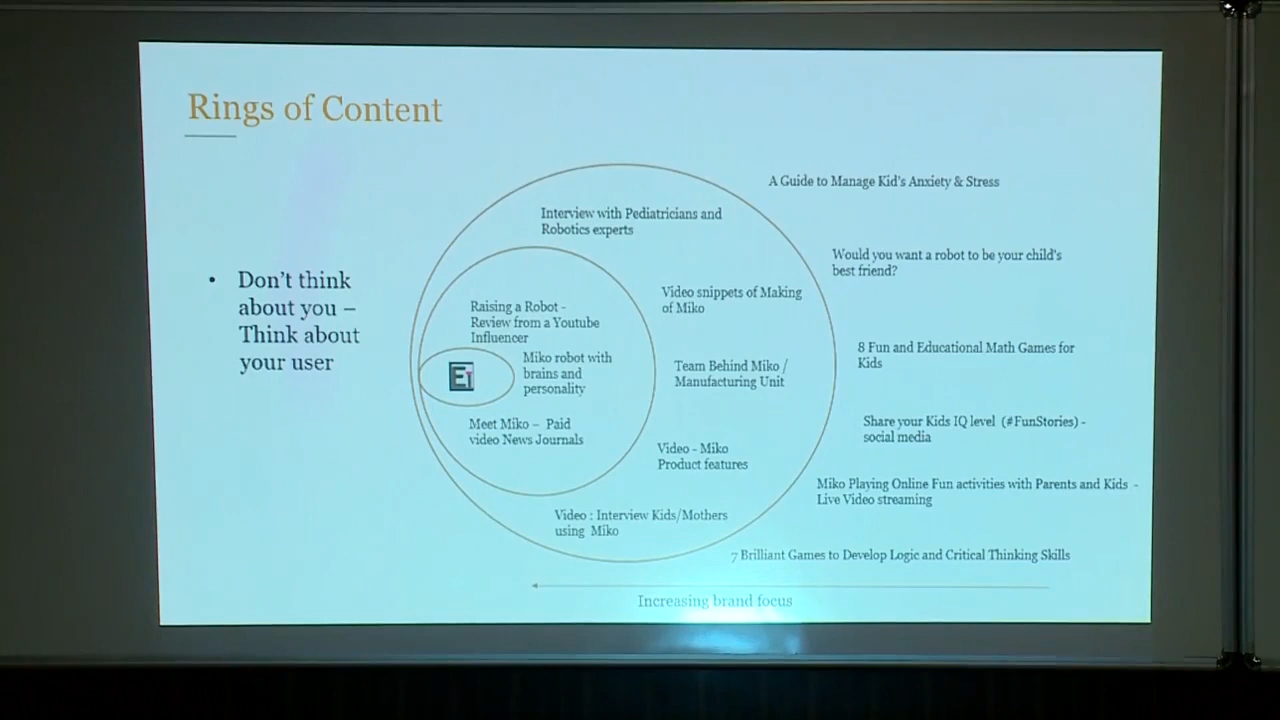 Rings of Content
• Don't think
about you –
Think about
your user
A Guide to Manage Kid's Anxiety & Stress
Interview with Pediatricians and
Robotics experts
Would you want a robot to be your child's
best friend?
Video snippets of Making
of Miko
Raising a Robot -
Review from a Youtube
Influencer
8 Fun and Educational Math Games for
Kids
Miko robot with
brains and
personality
Team Behind Miko /
Manufacturing Unit
Meet Miko – Paid
video News Journals
Share your Kids IQ level (#FunStories) -
social media
Video - Miko
Product features
Miko Playing Online Fun activities with Parents and Kids -
Live Video streaming
Video : Interview Kids/Mothers
using Miko
7 Brilliant Games to Develop Logic and Critical Thinking Skills
Increasing brand focus